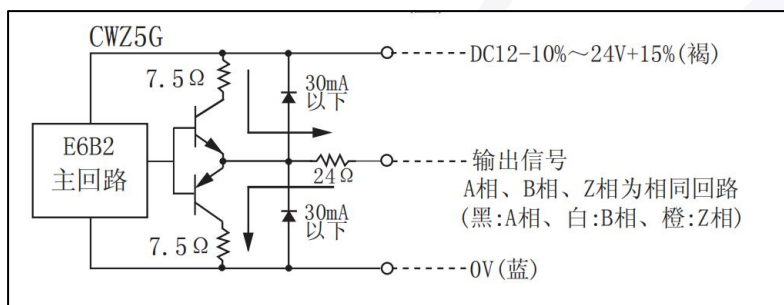 CWZ5G
DC12-10%～24V+15%(褐)
7.5Ω
30mA
以下
E6B2
主回路
输出信号
24Ω
A相、B相、Z相为相同回路
(黑:A相、白:B相、橙:Z相)
30mA
以下
7.5Ω
0V(蓝)